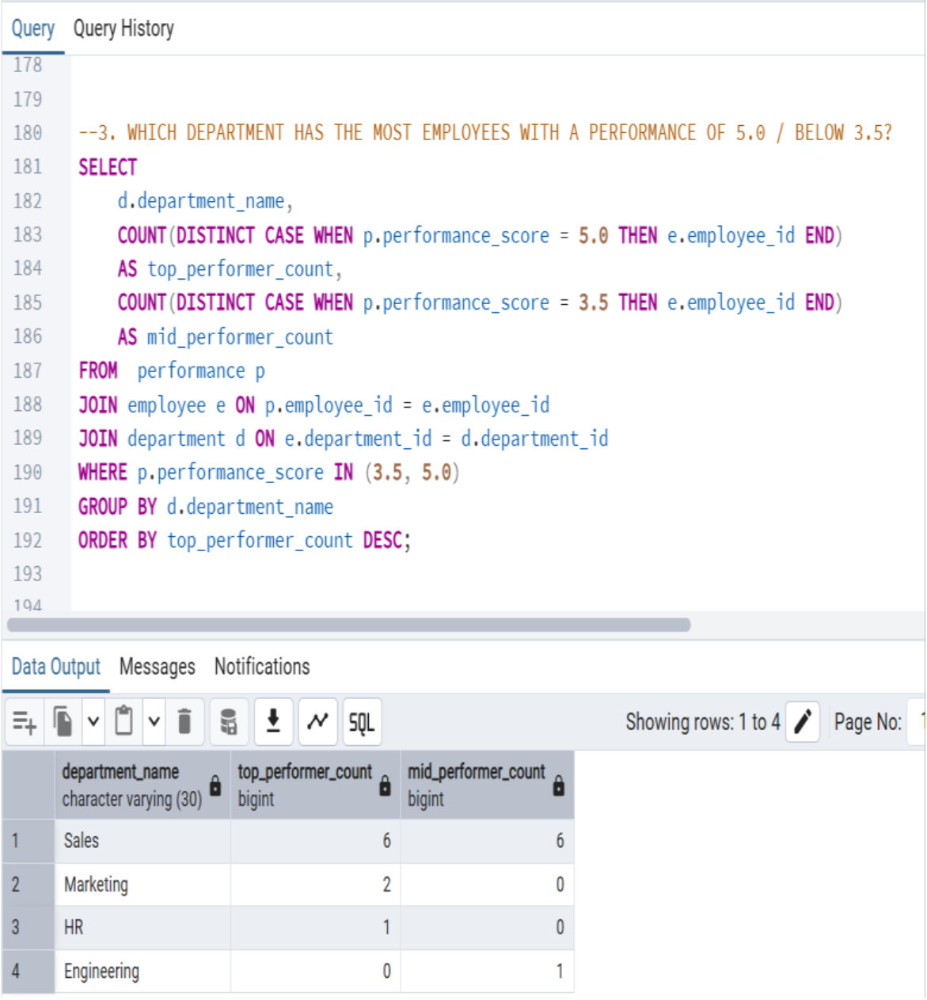 Query Query History
178
179
180 --3. WHICH DEPARTMENT HAS THE MOST EMPLOYEES WITH A PERFORMANCE OF 5.0 / BELOW 3.5?
181 SELECT
182 d.department_name,
183 COUNT(DISTINCT CASE WHEN p.performance_score = 5.0 THEN e.employee_id END)
184 AS top_performer_count,
185 COUNT(DISTINCT CASE WHEN p.performance_score = 3.5 THEN e.employee_id END)
186 AS mid_performer_count
187 FROM performance p
188 JOIN employee e ON p.employee_id = e.employee_id
189 JOIN department d ON e.department_id = d.department_id
190 WHERE p.performance_score IN (3.5, 5.0)
191 GROUP BY d.department_name
192 ORDER BY top_performer_count DESC;
193
194
Data Output Messages Notifications
SQL Showing rows: 1 to 4 Page No: 1
department_name top_performer_count mid_performer_count
character varying (30) bigint bigint
1 Sales 6 6
2 Marketing 2 0
3 HR 1 0
4 Engineering 0 1